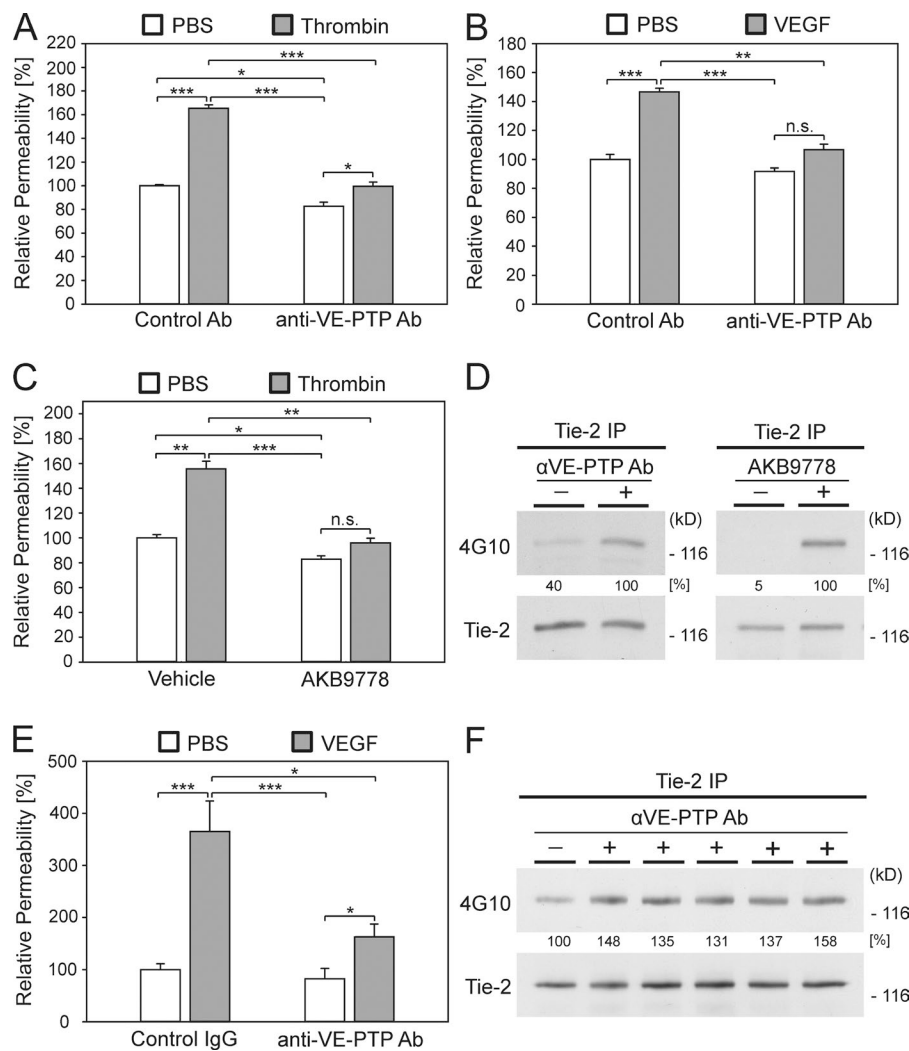 A
PBS Thrombin
Relative Permeability [%]
220
200
180
160
140
120
100
80
60
40
20
0
***
*
*** ***
*
Control Ab anti-VE-PTP Ab
B
PBS VEGF
Relative Permeability [%]
180
160
140
120
100
80
60
40
20
0
**
*** ***
n.s.
Control Ab anti-VE-PTP Ab
C
PBS Thrombin
Relative Permeability [%]
200
180
160
140
120
100
80
60
40
20
0
**
*
** ***
n.s.
Vehicle AKB9778
D
Tie-2 IP Tie-2 IP
αVE-PTP Ab AKB9778
– + (kD) – + (kD)
4G10 - 116 - 116
40 100 [%] 5 100 [%]
Tie-2 - 116 - 116
E
PBS VEGF
Relative Permeability [%]
500
400
300
200
100
0
*
*** ***
*
Control IgG anti-VE-PTP Ab
F
Tie-2 IP
αVE-PTP Ab
– + + + + + (kD)
4G10 - 116
100 148 135 131 137 158 [%]
Tie-2 - 116